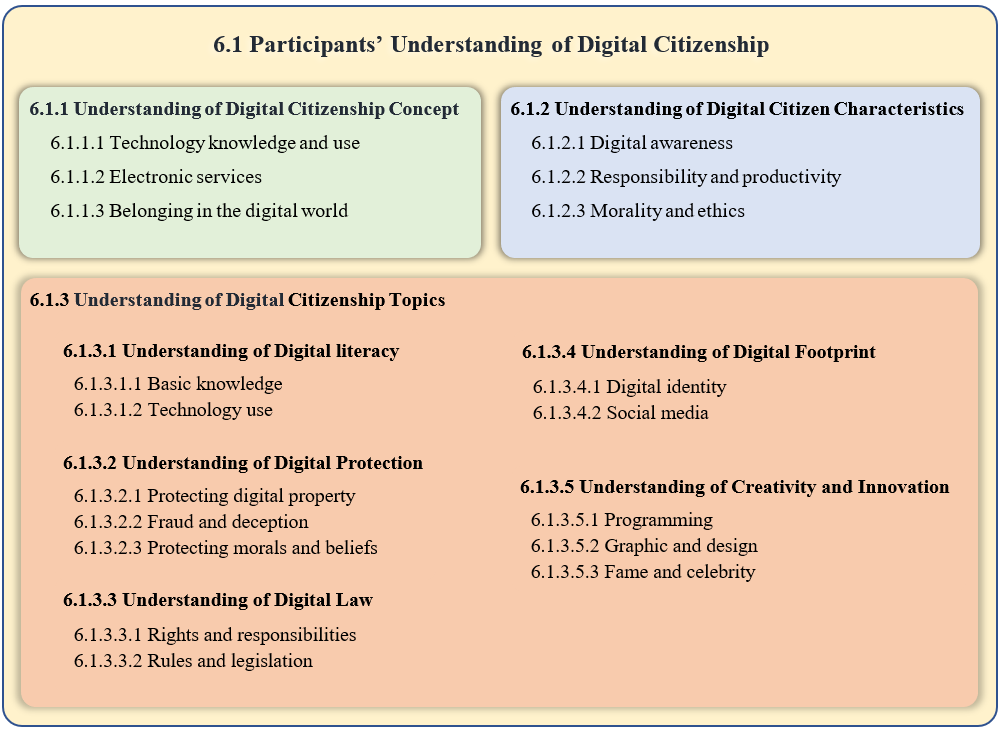 6.1 Participants’ Understanding of Digital Citizenship
6.1.1 Understanding of Digital Citizenship Concept
6.1.1.1 Technology knowledge and use
6.1.1.2 Electronic services
6.1.1.3 Belonging in the digital world
6.1.2 Understanding of Digital Citizen Characteristics
6.1.2.1 Digital awareness
6.1.2.2 Responsibility and productivity
6.1.2.3 Morality and ethics
6.1.3 Understanding of Digital Citizenship Topics
6.1.3.1 Understanding of Digital literacy
6.1.3.1.1 Basic knowledge
6.1.3.1.2 Technology use
6.1.3.2 Understanding of Digital Protection
6.1.3.2.1 Protecting digital property
6.1.3.2.2 Fraud and deception
6.1.3.2.3 Protecting morals and beliefs
6.1.3.3 Understanding of Digital Law
6.1.3.3.1 Rights and responsibilities
6.1.3.3.2 Rules and legislation
6.1.3.4 Understanding of Digital Footprint
6.1.3.4.1 Digital identity
6.1.3.4.2 Social media
6.1.3.5 Understanding of Creativity and Innovation
6.1.3.5.1 Programming
6.1.3.5.2 Graphic and design
6.1.3.5.3 Fame and celebrity